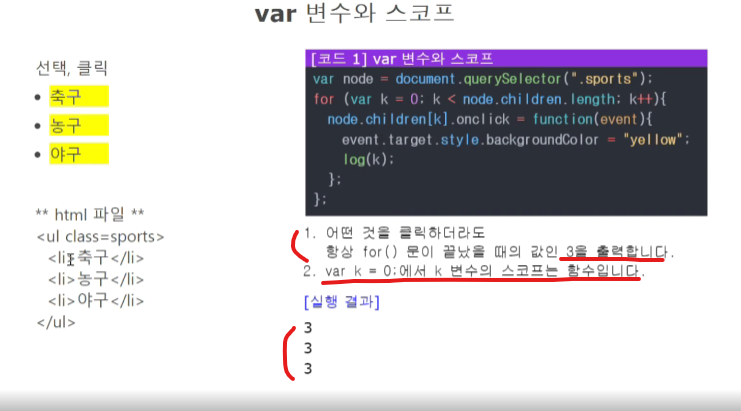 var 변수와 스코프
선택, 클릭
• 축구
• 농구
• 야구
** html 파일 **
<ul class=sports>
<li>축구</li>
<li>농구</li>
<li>야구</li>
</ul>
[코드 1] var 변수와 스코프
var node = document.querySelector(".sports");
for (var k = 0; k < node.children.length; k++){
node.children[k].onclick = function(event){
event.target.style.backgroundColor = "yellow";
log(k);
};
};
1. 어떤 것을 클릭하더라도
항상 for() 문이 끝났을 때의 값인 3을 출력합니다.
2. var k = 0;에서 k 변수의 스코프는 함수입니다.
[실행 결과]
3
3
3